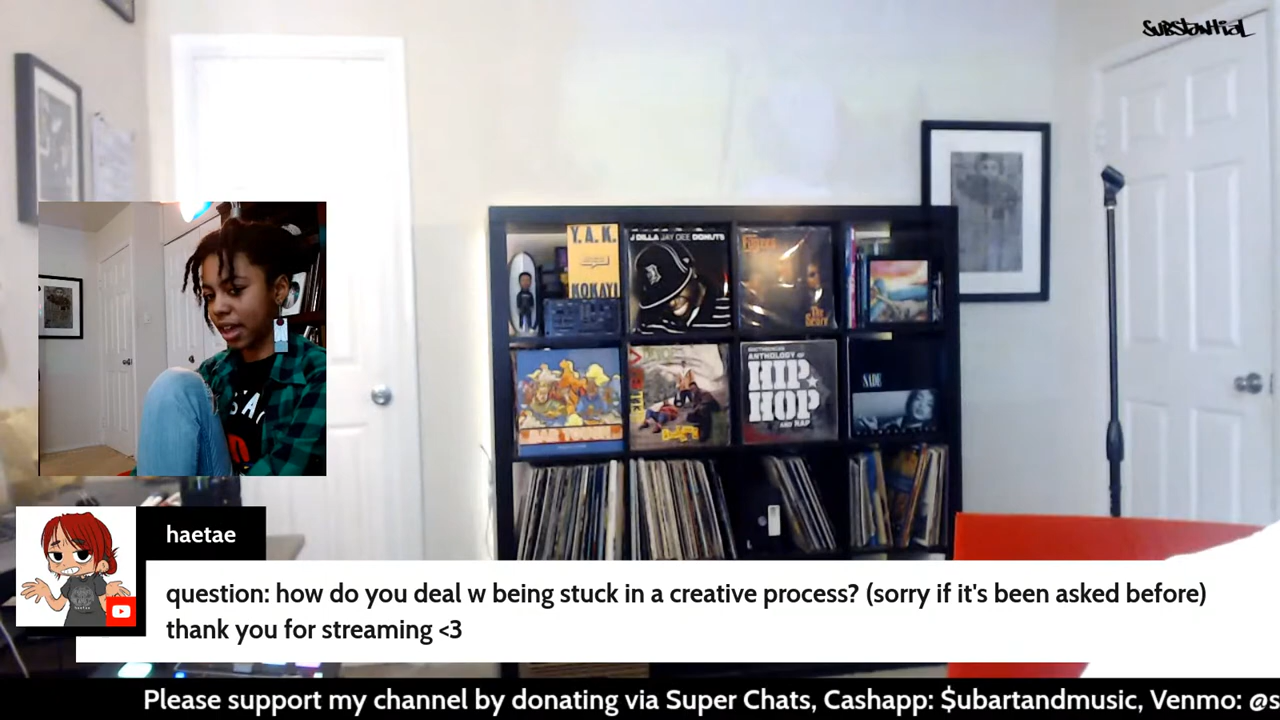 SUBSTANTIAL
Y.A.K.
KOKAYI
J DILLA JAY DEE DONUTS
ANTHOLOGY OF
HIP
HOP
AND RAP
SADE
haetae
question: how do you deal w being stuck in a creative process? (sorry if it's been asked before)
thank you for streaming <3
Please support my channel by donating via Super Chats, Cashapp: $ubartandmusic, Venmo: @s